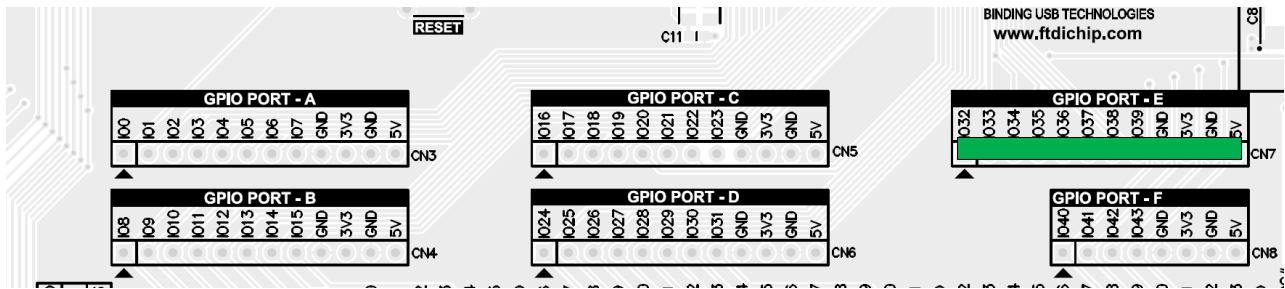 BINDING USB TECHNOLOGIES
www.ftdichip.com
RESET
C11
C8
GPIO PORT - A
IO0 IO1 IO2 IO3 IO4 IO5 IO6 IO7 GND 3V3 GND 5V
CN3
GPIO PORT - C
IO16 IO17 IO18 IO19 IO20 IO21 IO22 IO23 GND 3V3 GND 5V
CN5
GPIO PORT - E
IO32 IO33 IO34 IO35 IO36 IO37 IO38 IO39 GND 3V3 GND 5V
CN7
GPIO PORT - B
IO8 IO9 IO10 IO11 IO12 IO13 IO14 IO15 GND 3V3 GND 5V
CN4
GPIO PORT - D
IO24 IO25 IO26 IO27 IO28 IO29 IO30 IO31 GND 3V3 GND 5V
CN6
GPIO PORT - F
IO40 IO41 IO42 IO43 GND 3V3 GND 5V
CN8